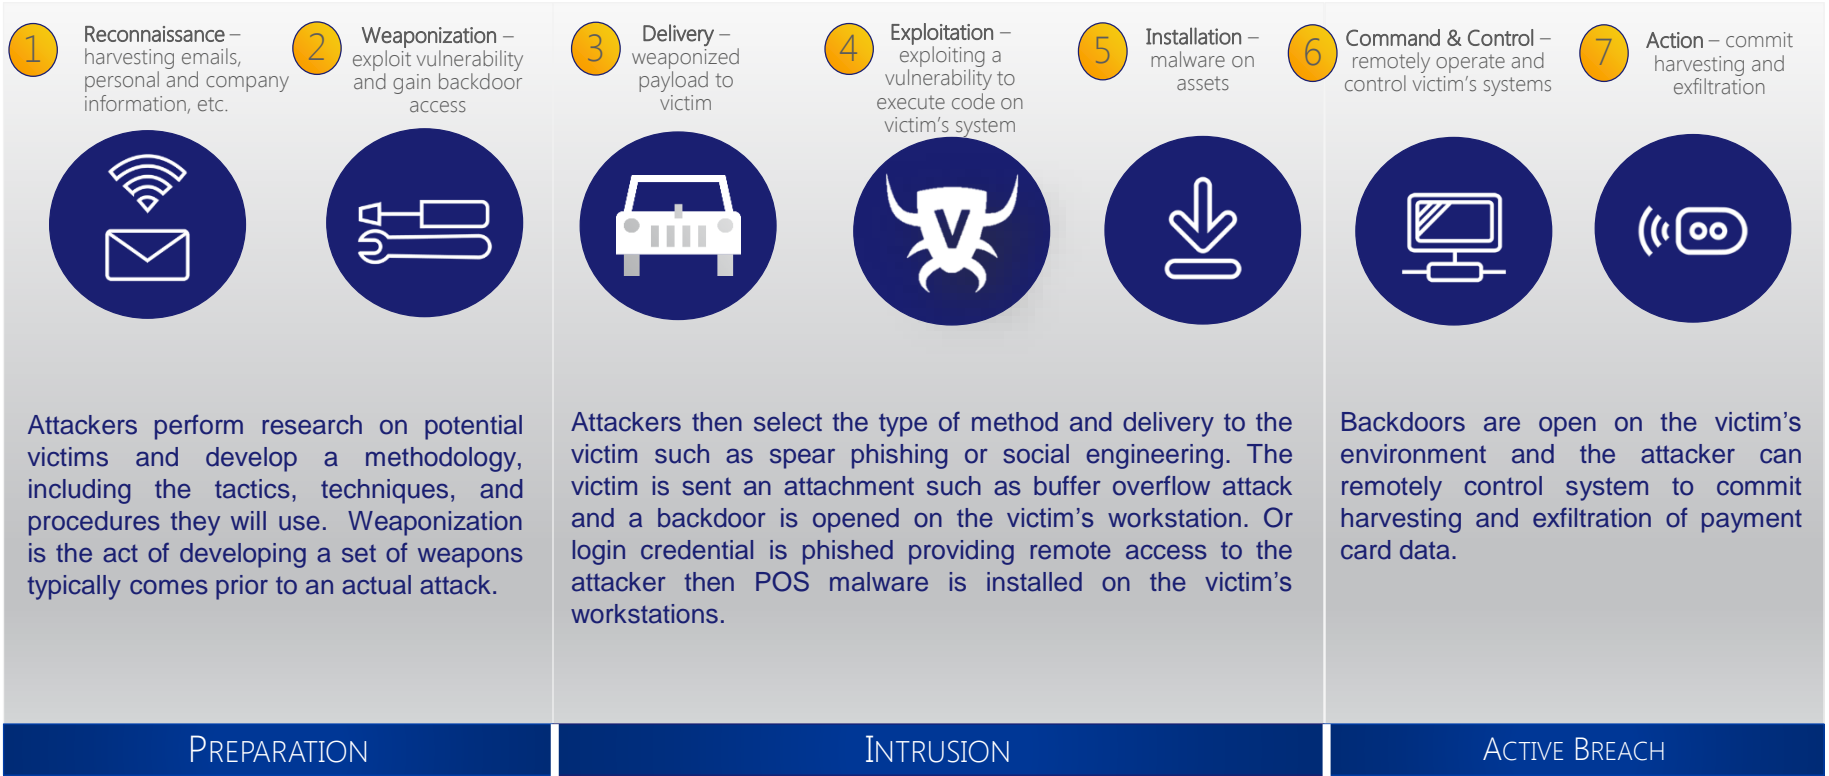 1
Reconnaissance –
harvesting emails,
personal and company
information, etc.
2
Weaponization –
exploit vulnerability
and gain backdoor
access
3
Delivery –
weaponized
payload to
victim
4
Exploitation –
exploiting a
vulnerability to
execute code on
victim's system
5
Installation –
malware on
assets
6
Command & Control –
remotely operate and
control victim's systems
7
Action – commit
harvesting and
exfiltration
V
Attackers perform research on potential
victims and develop a methodology,
including the tactics, techniques, and
procedures they will use. Weaponization
is the act of developing a set of weapons
typically comes prior to an actual attack.
Attackers then select the type of method and delivery to the
victim such as spear phishing or social engineering. The
victim is sent an attachment such as buffer overflow attack
and a backdoor is opened on the victim's workstation. Or
login credential is phished providing remote access to the
attacker then POS malware is installed on the victim's
workstations.
Backdoors are open on the victim's
environment and the attacker can
remotely control system to commit
harvesting and exfiltration of payment
card data.
PREPARATION
INTRUSION
ACTIVE BREACH